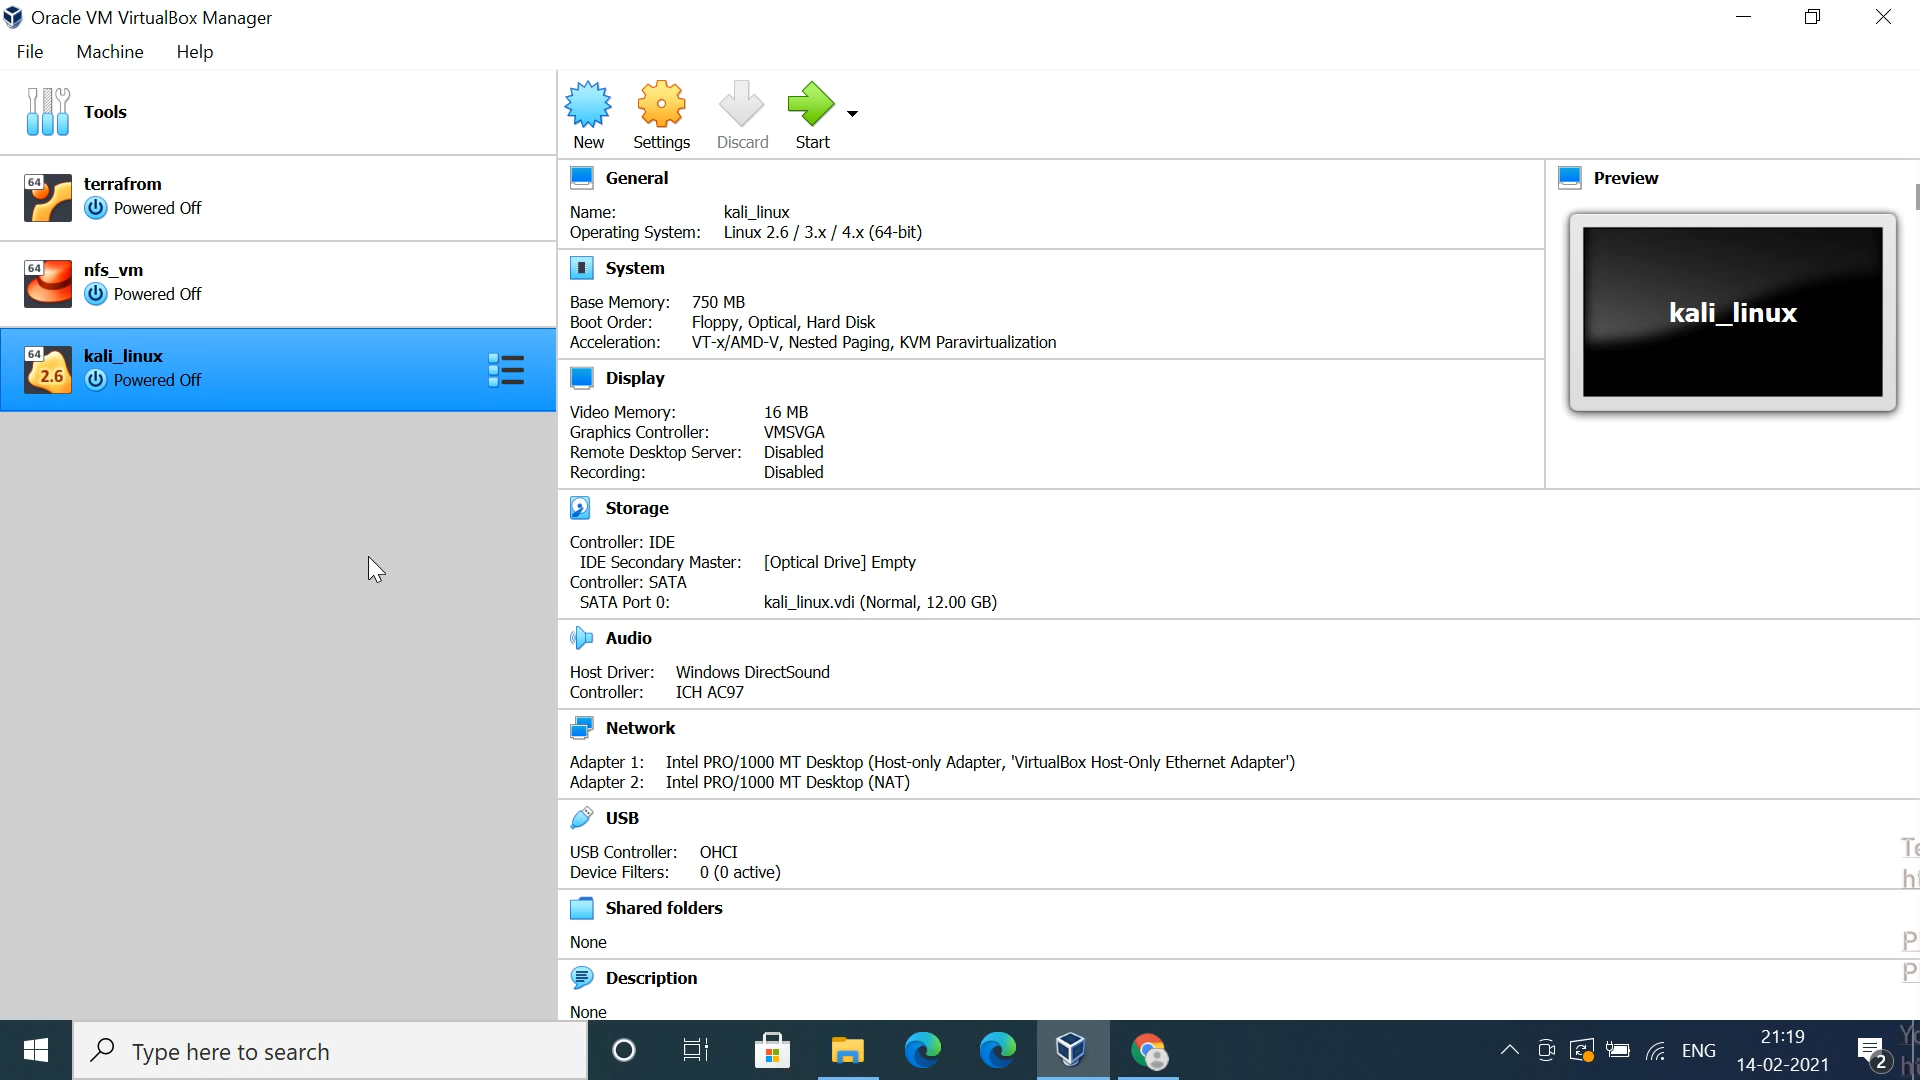 Oracle VM VirtualBox Manager
File Machine Help
Tools
New Settings Discard Start
64 terrafrom
Powered Off
64 nfs_vm
Powered Off
64 2.6 kali_linux
Powered Off
General
Name: kali_linux
Operating System: Linux 2.6 / 3.x / 4.x (64-bit)
Preview
kali_linux
System
Base Memory: 750 MB
Boot Order: Floppy, Optical, Hard Disk
Acceleration: VT-x/AMD-V, Nested Paging, KVM Paravirtualization
Display
Video Memory: 16 MB
Graphics Controller: VMSVGA
Remote Desktop Server: Disabled
Recording: Disabled
Storage
Controller: IDE
IDE Secondary Master: [Optical Drive] Empty
Controller: SATA
SATA Port 0: kali_linux.vdi (Normal, 12.00 GB)
Audio
Host Driver: Windows DirectSound
Controller: ICH AC97
Network
Adapter 1: Intel PRO/1000 MT Desktop (Host-only Adapter, 'VirtualBox Host-Only Ethernet Adapter')
Adapter 2: Intel PRO/1000 MT Desktop (NAT)
USB
USB Controller: OHCI
Device Filters: 0 (0 active)
Shared folders
None
Description
None
Type here to search
ENG
21:19
14-02-2021
2